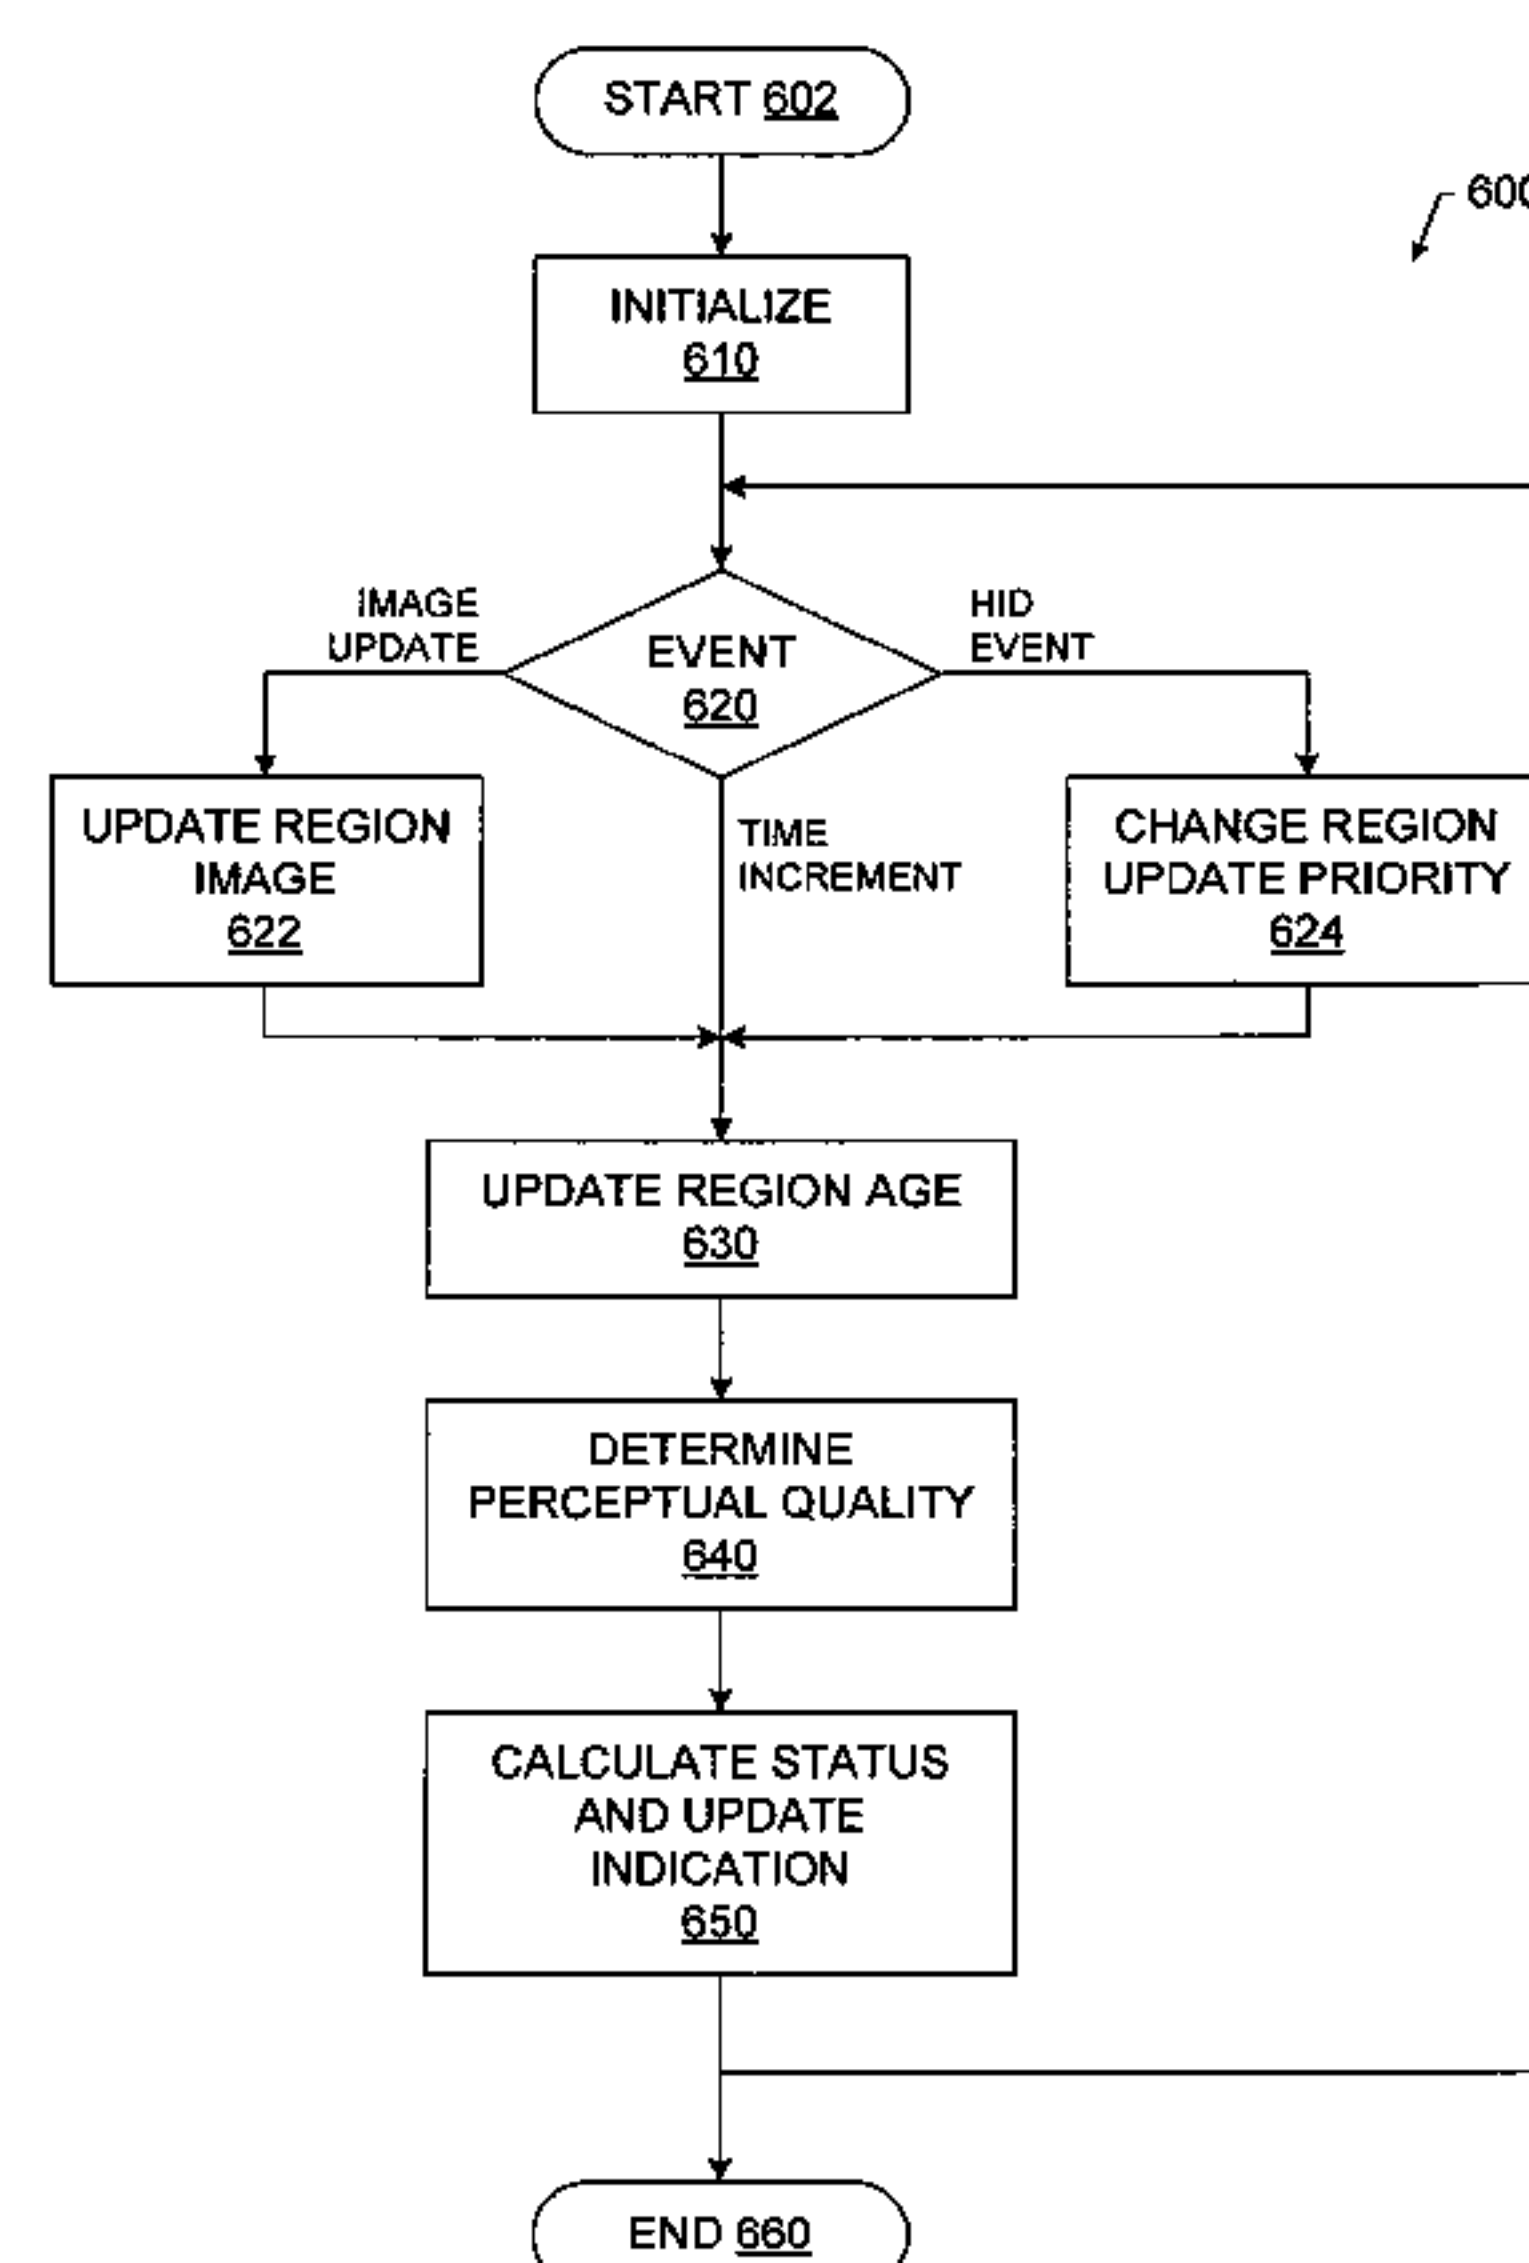 START 602
600
INITIALIZE
610
IMAGE
UPDATE
EVENT
620
HID
EVENT
UPDATE REGION
IMAGE
622
TIME
INCREMENT
CHANGE REGION
UPDATE PRIORITY
624
UPDATE REGION AGE
630
DETERMINE
PERCEPTUAL QUALITY
640
CALCULATE STATUS
AND UPDATE
INDICATION
650
END 660